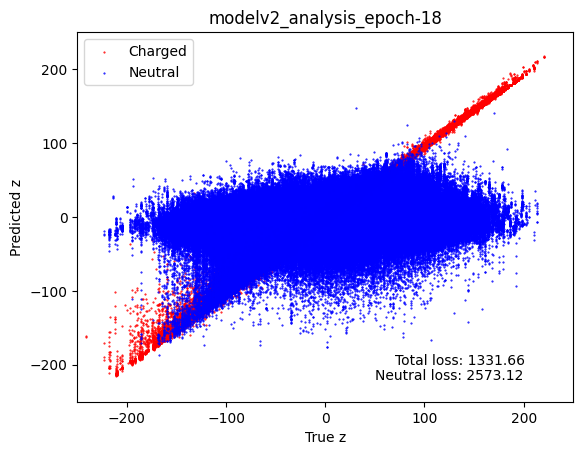 modelv2_analysis_epoch-18
Charged
Neutral
Predicted z
200
100
0
−100
−200
Total loss: 1331.66
Neutral loss: 2573.12
−200 −100 0 100 200
True z